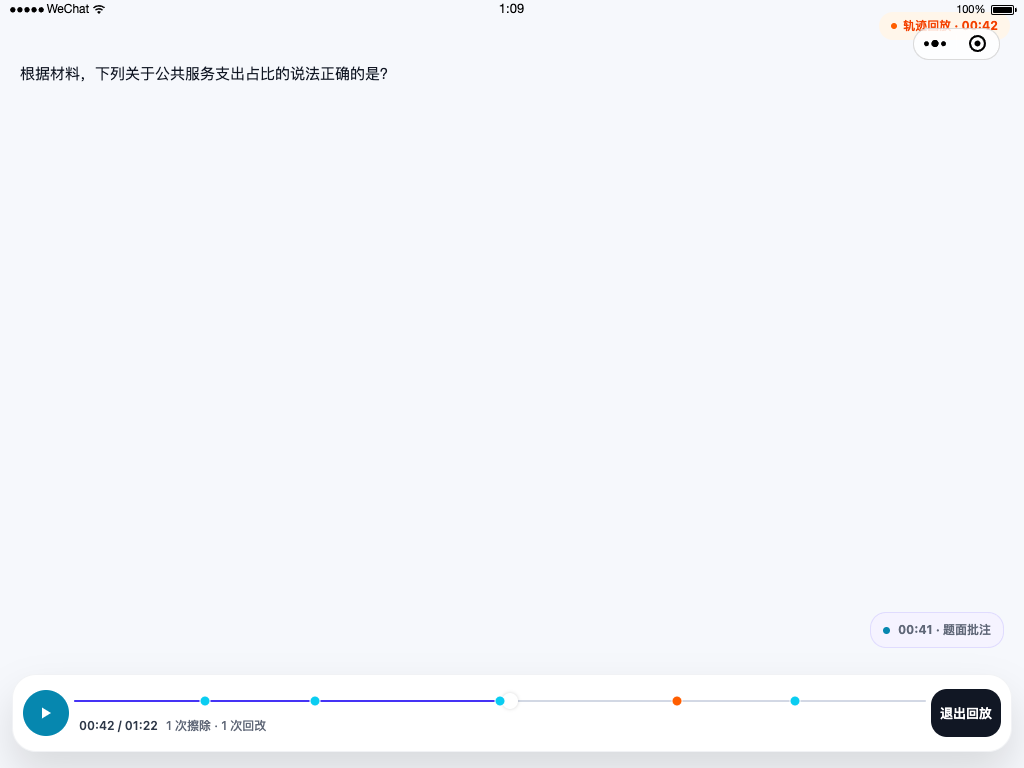 WeChat
1:09
100%
轨迹回放 · 00:42
根据材料，下列关于公共服务支出占比的说法正确的是？
00:41 · 题面批注
00:42 / 01:22 1 次擦除 · 1 次回改
退出回放